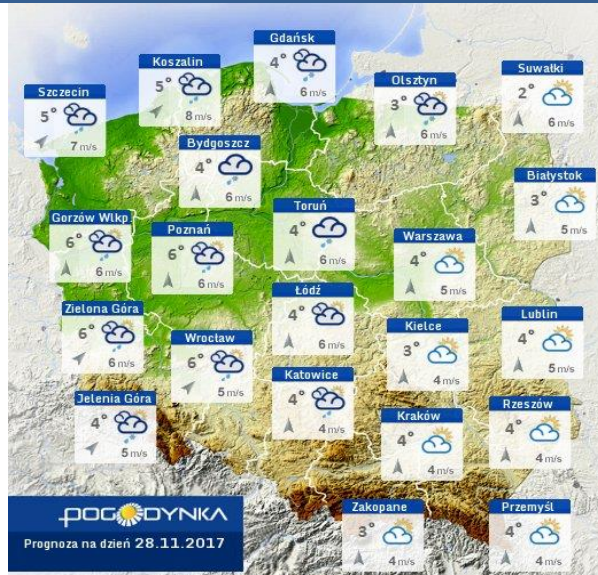 Gdańsk
4°
6 m/s
Koszalin
5°
8 m/s
Suwałki
2°
6 m/s
Olsztyn
3°
6 m/s
Szczecin
5°
7 m/s
Bydgoszcz
4°
6 m/s
Białystok
3°
5 m/s
Toruń
4°
6 m/s
Gorzów Wlkp
6°
6 m/s
Poznań
6°
6 m/s
Warszawa
4°
5 m/s
Łódź
4°
6 m/s
Zielona Góra
6°
6 m/s
Lublin
4°
5 m/s
Kielce
3°
4 m/s
Wrocław
6°
5 m/s
Katowice
4°
4 m/s
Jelenia Góra
4°
5 m/s
Rzeszów
4°
4 m/s
Kraków
4°
4 m/s
Zakopane
3°
4 m/s
Przemyśl
4°
4 m/s
POGODYNKA
Prognoza na dzień 28.11.2017